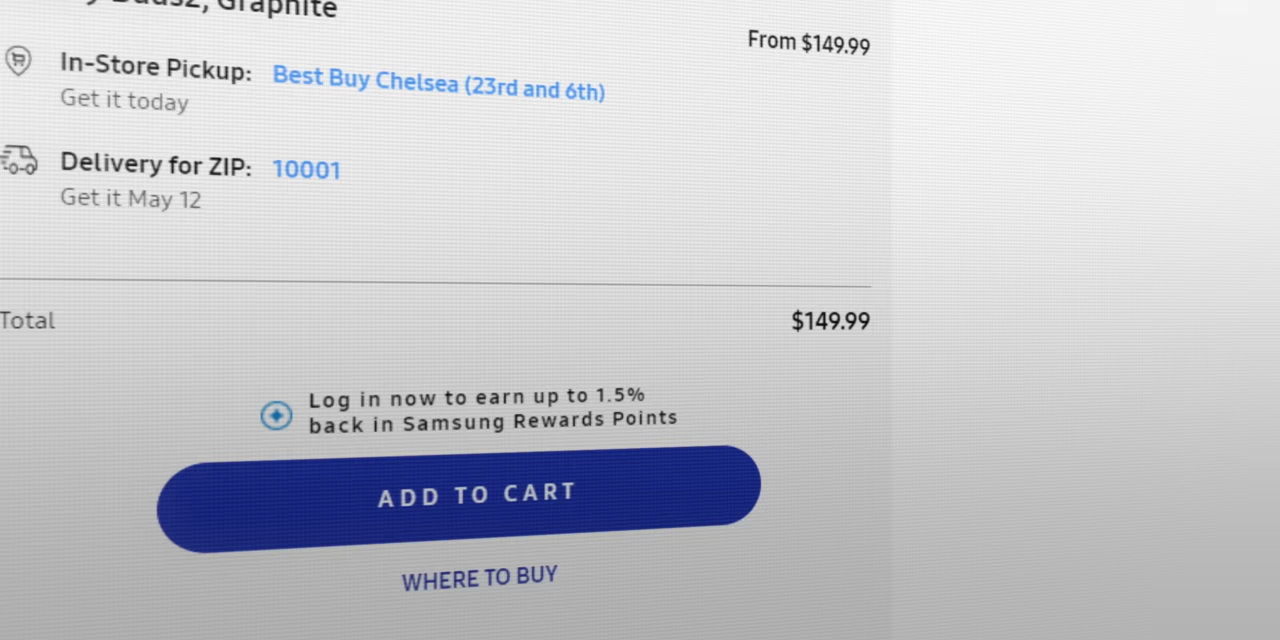 Buds2, Graphite
From $149.99
In-Store Pickup: Best Buy Chelsea (23rd and 6th)
Get it today
Delivery for ZIP: 10001
Get it May 12
Total $149.99
Log in now to earn up to 1.5%
back in Samsung Rewards Points
ADD TO CART
WHERE TO BUY